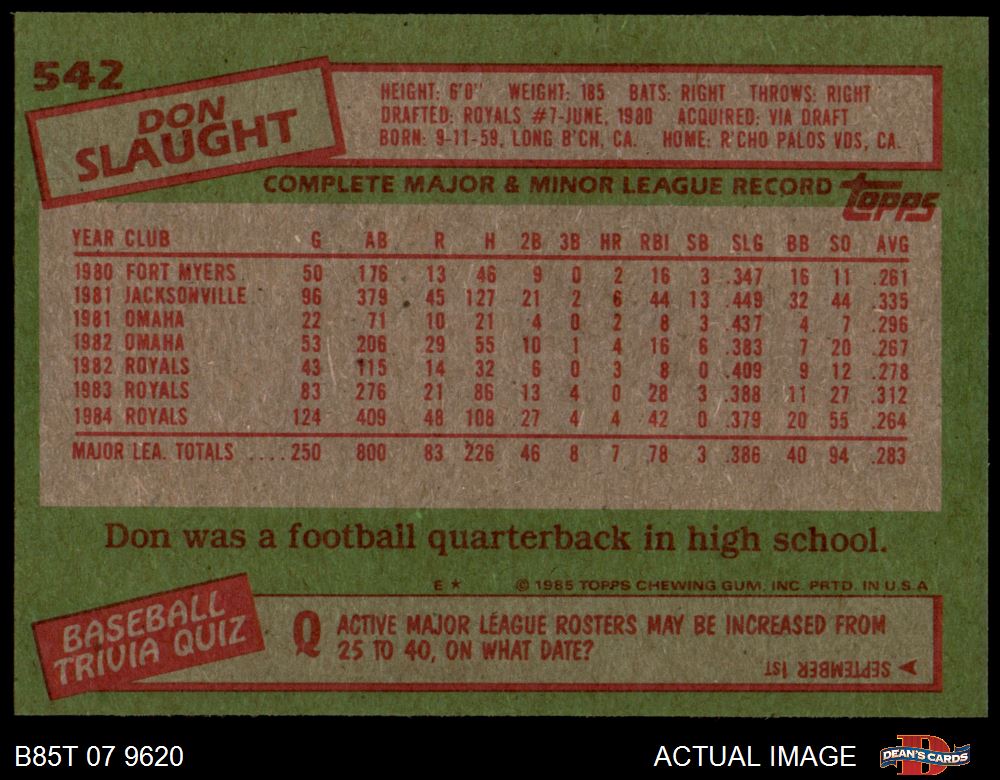 542
DON
SLAUGHT
HEIGHT: 6'0" WEIGHT: 185 BATS: RIGHT THROWS: RIGHT
DRAFTED: ROYALS #7-JUNE, 1980 ACQUIRED: VIA DRAFT
BORN: 9-11-59, LONG B'CH, CA. HOME: R'CHO PALOS VDS, CA.
COMPLETE MAJOR & MINOR LEAGUE RECORD topps
YEAR CLUB G AB R H 2B 3B HR RBI SB SLG BB SO AVG
1980 FORT MYERS 50 176 13 46 9 0 2 16 3 .347 16 11 .261
1981 JACKSONVILLE 96 379 45 127 21 2 6 44 13 .449 32 44 .335
1981 OMAHA 22 71 10 21 4 0 2 8 3 .437 4 7 .296
1982 OMAHA 53 206 29 55 10 1 4 16 6 .383 7 20 .267
1982 ROYALS 43 115 14 32 6 0 3 8 0 .409 9 12 .278
1983 ROYALS 83 276 21 86 13 4 0 28 3 .388 11 27 .312
1984 ROYALS 124 409 48 108 27 4 4 42 0 .379 20 55 .264
MAJOR LEA. TOTALS ....250 800 83 226 46 8 7 78 3 .386 40 94 .283
Don was a football quarterback in high school.
E * © 1985 TOPPS CHEWING GUM, INC. PRTD. IN U.S.A
BASEBALL
TRIVIA QUIZ
Q ACTIVE MAJOR LEAGUE ROSTERS MAY BE INCREASED FROM
25 TO 40, ON WHAT DATE?
SEPTEMBER 1ST
B85T 07 9620
ACTUAL IMAGE
D
DEAN'S CARDS